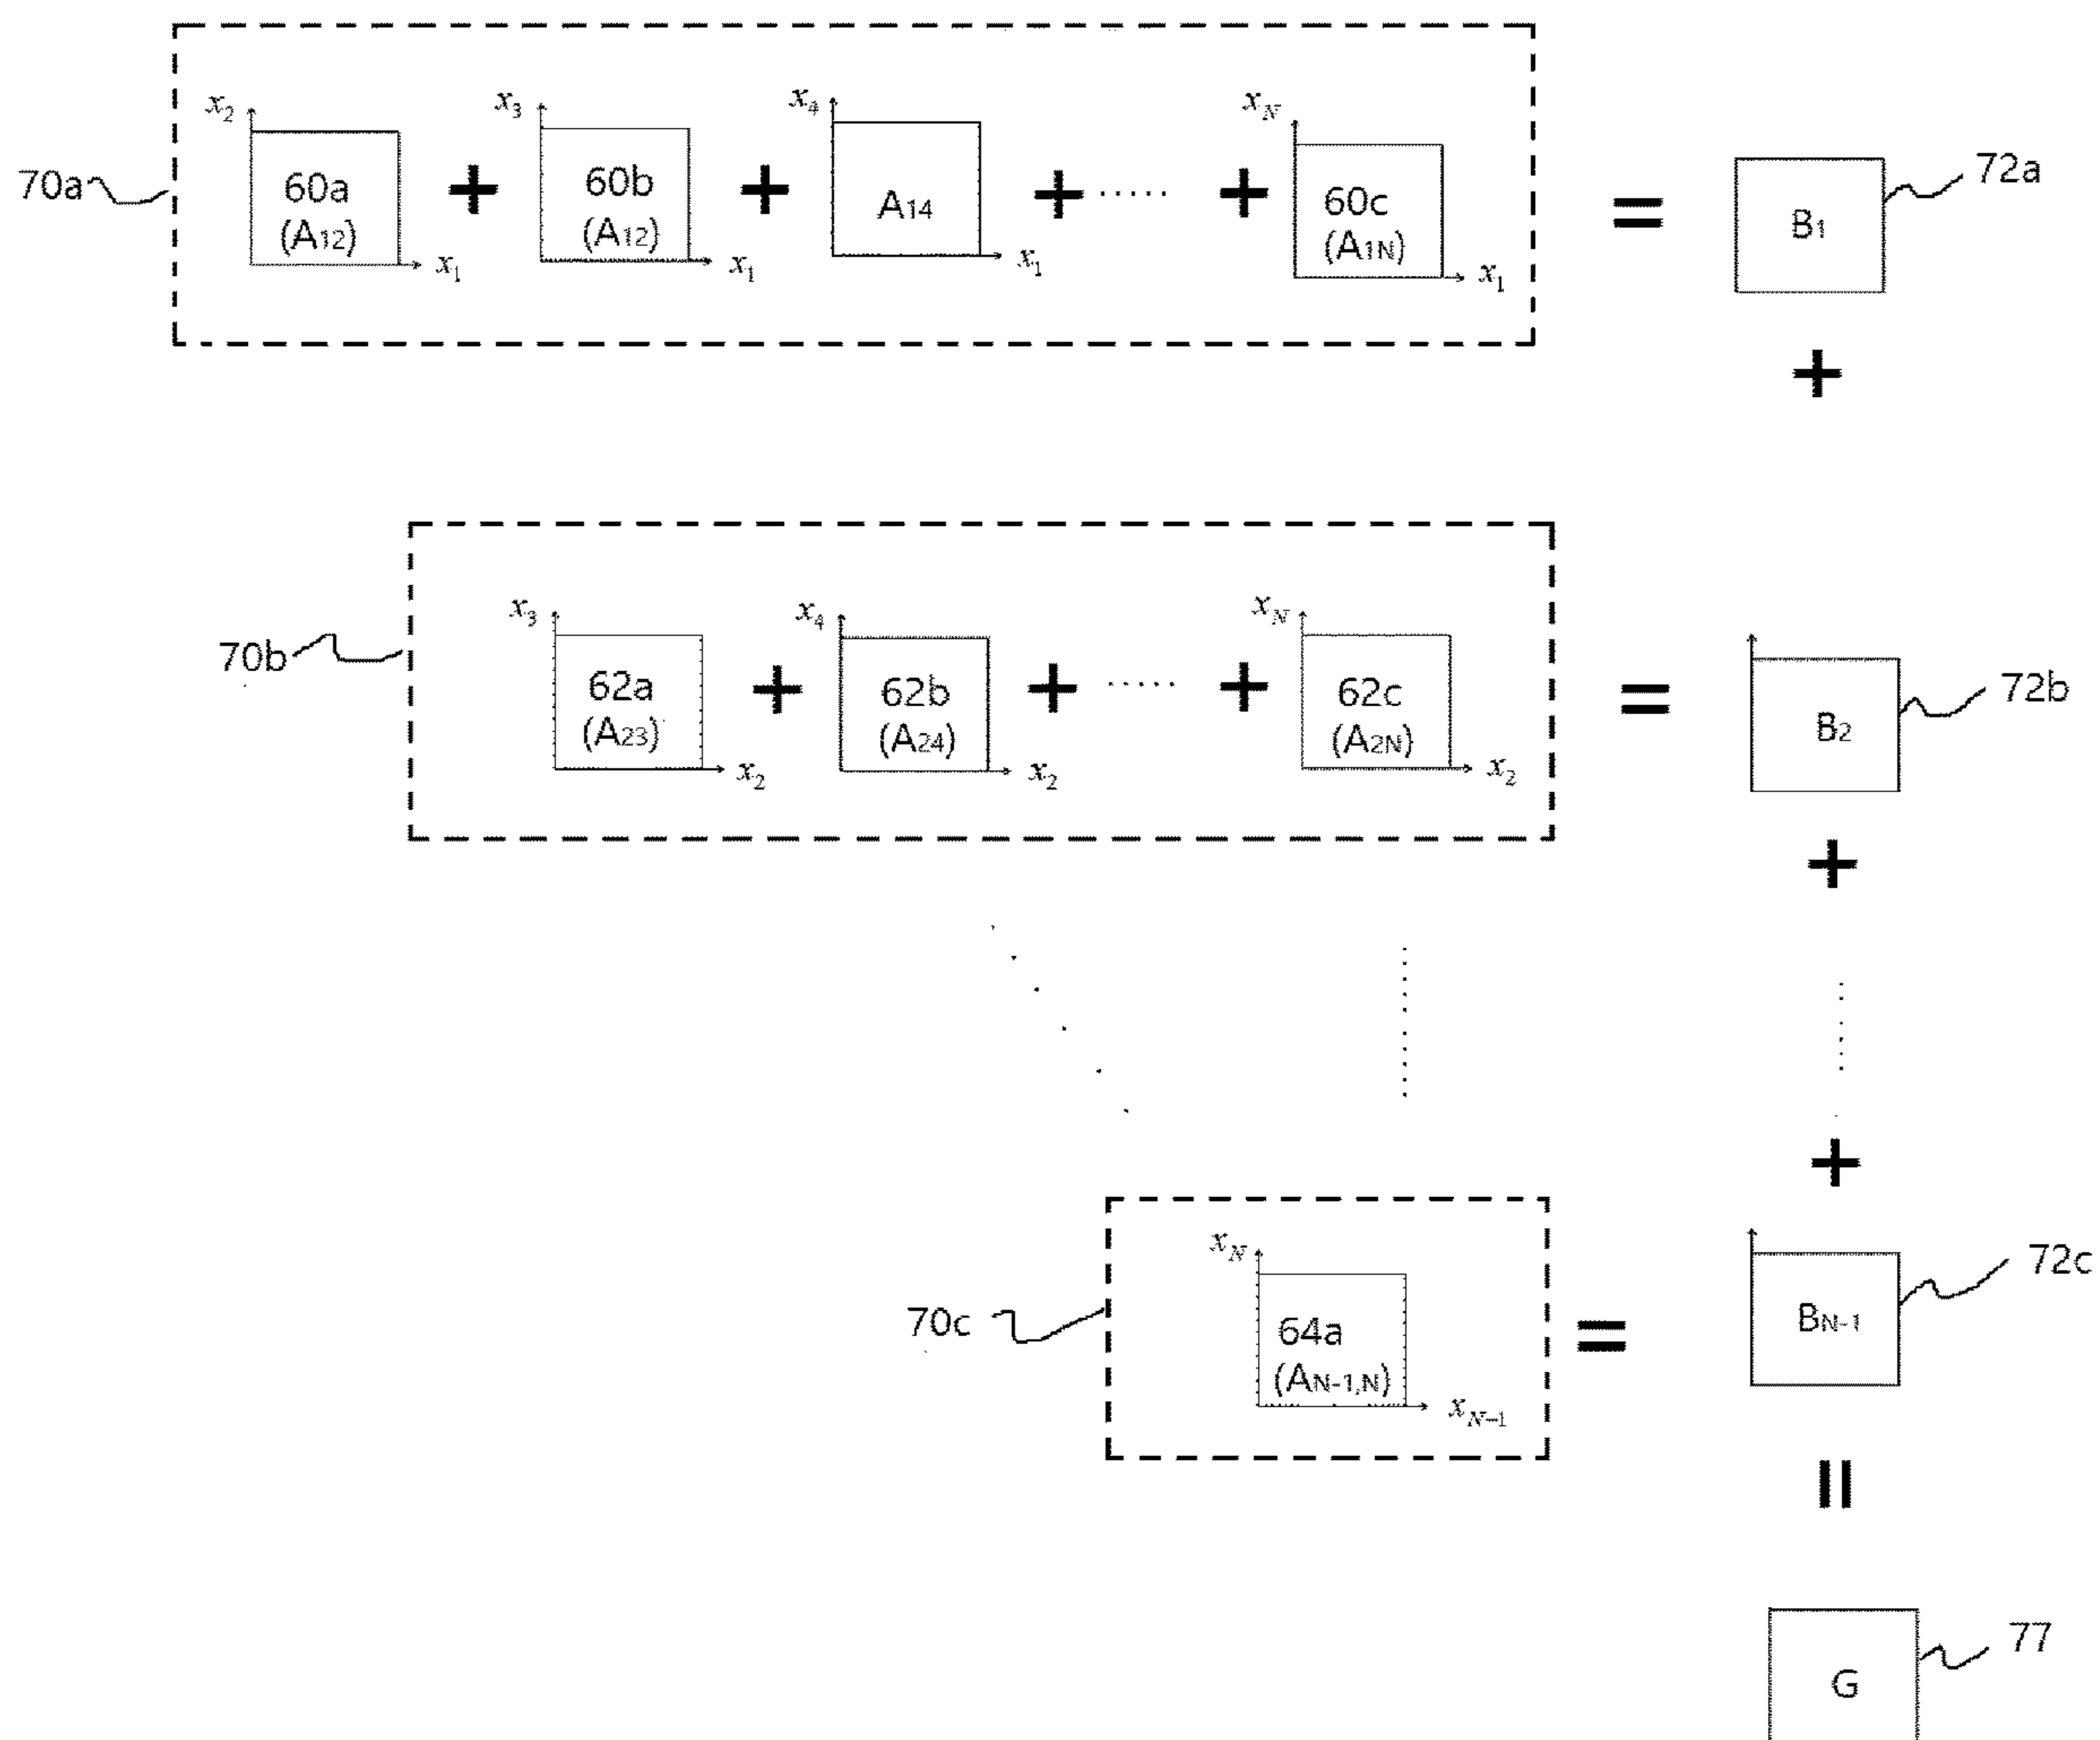 70a
x2 60a (A12) x1
+
x3 60b (A12) x1
+
x4 A14 x1
+ ..... +
xN 60c (A1N) x1
=
B1
72a
+
70b
x3 62a (A23) x2
+
x4 62b (A24) x2
+ ..... +
xN 62c (A2N) x2
=
B2
72b
+
+
70c
xN 64a (AN-1,N) xN-1
=
BN-1
72c
=
G
77